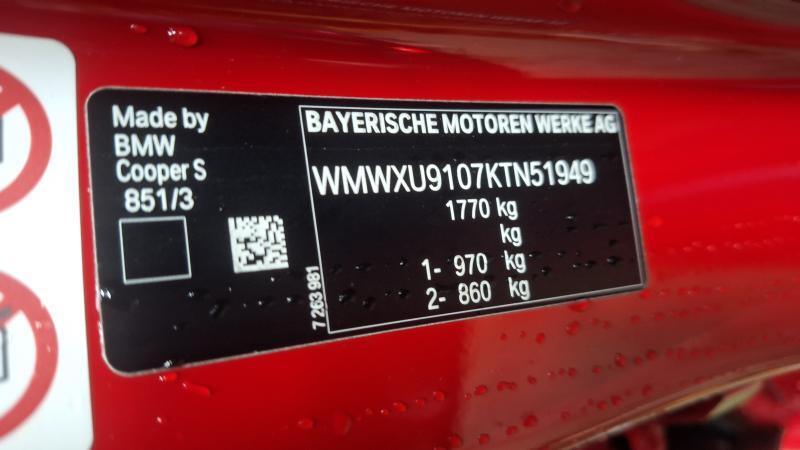 Made by
BMW
Cooper S
851/3
BAYERISCHE MOTOREN WERKE AG
WMWXU9107KTN51949
1770 kg
kg
1- 970 kg
2- 860 kg
7 263 981